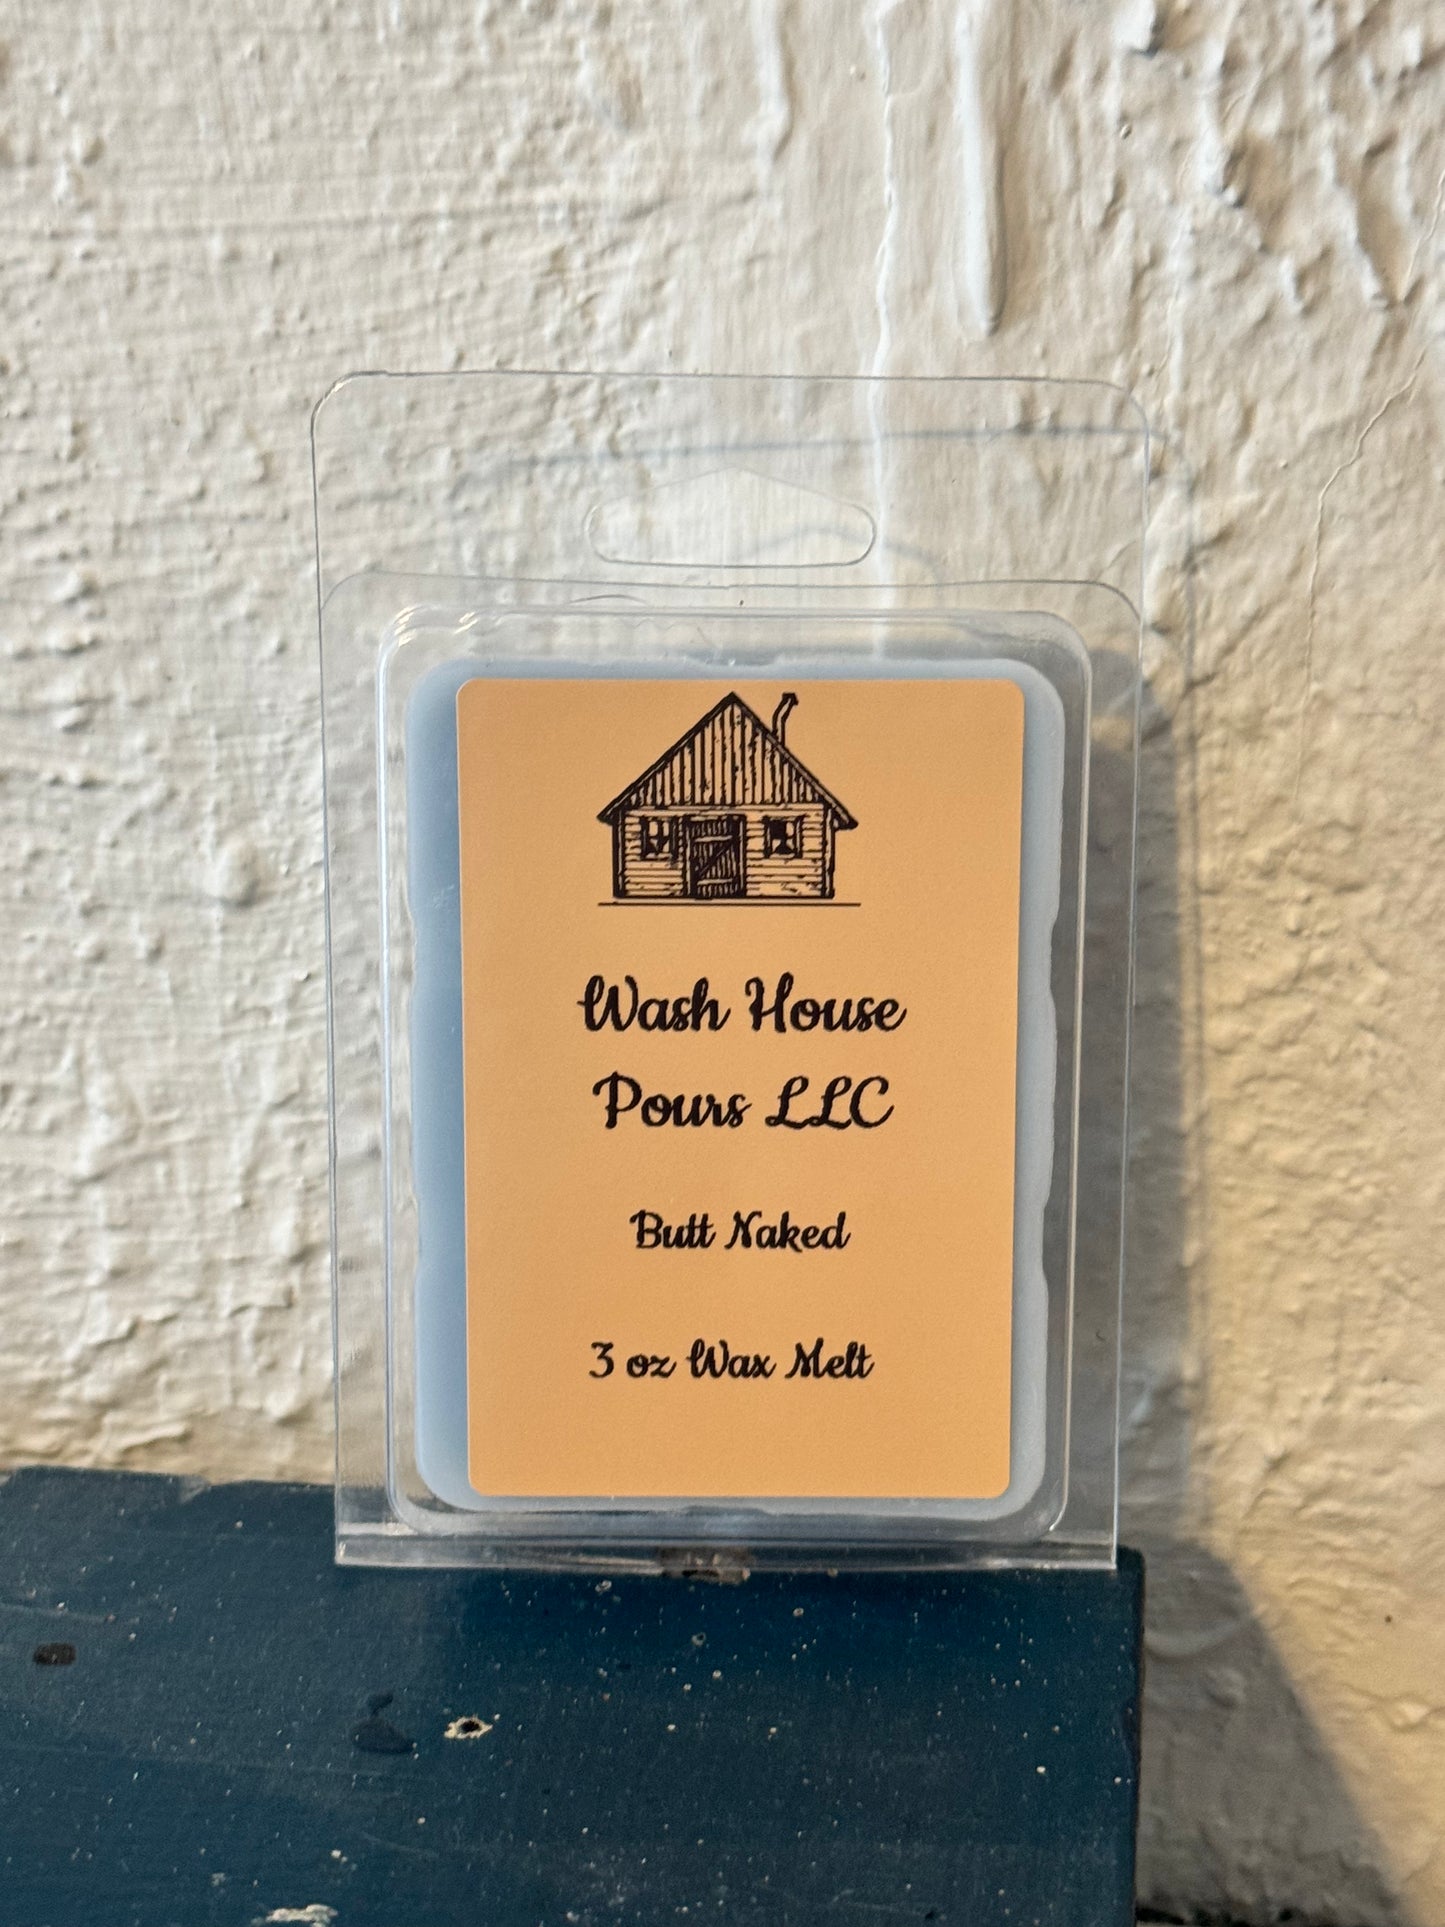 Wash House
Pours LLC
Butt Naked
3 oz Wax Melt